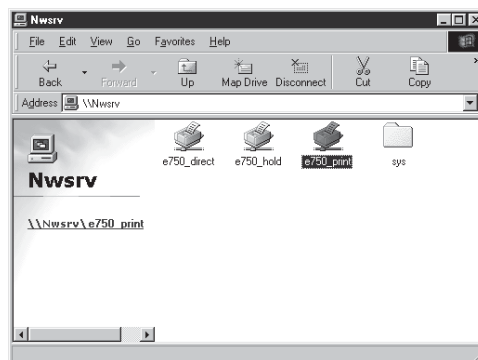 Nwsrv
File Edit View Go Favorites Help
Back Forward Up Map Drive Disconnect Cut Copy
Address \\Nwsrv
e750_direct e750_hold e750_print sys
Nwsrv
\\Nwsrv\e750_print